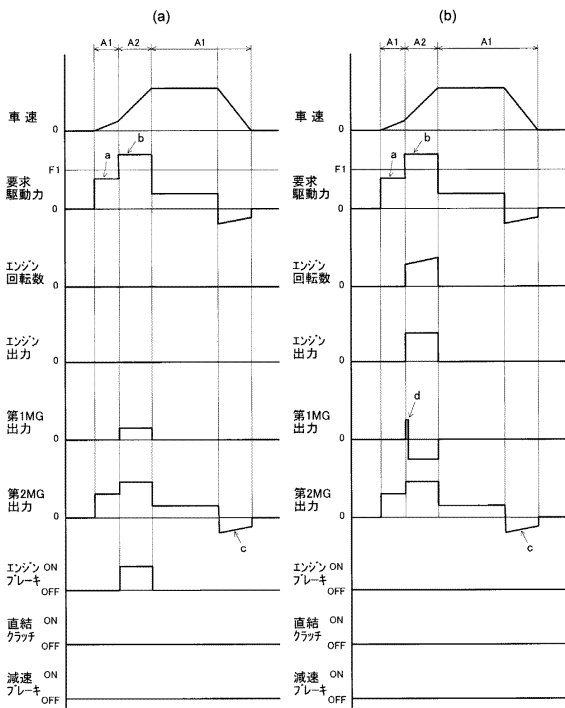 (a)
A1 A2 A1
車速
0
b
a
F1
要求
駆動力
0
エンジン
回転数
0
エンジン
出力
0
第1MG
出力
0
第2MG
出力
0
c
エンジン
ブレーキ
ON
OFF
直結
クラッチ
ON
OFF
減速
ブレーキ
ON
OFF
(b)
A1 A2 A1
車速
0
b
a
F1
要求
駆動力
0
エンジン
回転数
0
エンジン
出力
0
d
第1MG
出力
0
第2MG
出力
0
c
エンジン
ブレーキ
ON
OFF
直結
クラッチ
ON
OFF
減速
ブレーキ
ON
OFF